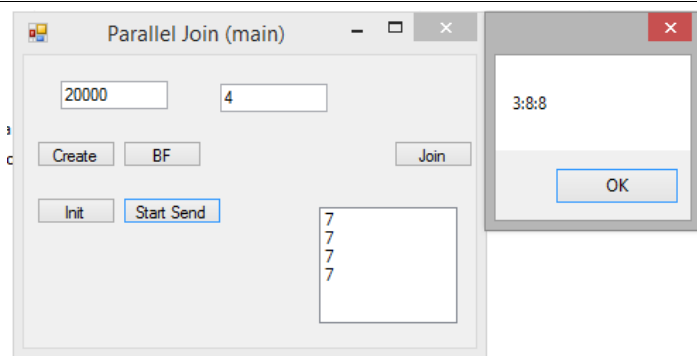 Parallel Join (main)
20000
4
Create
BF
Join
Init
Start Send
7
7
7
7
3:8:8
OK